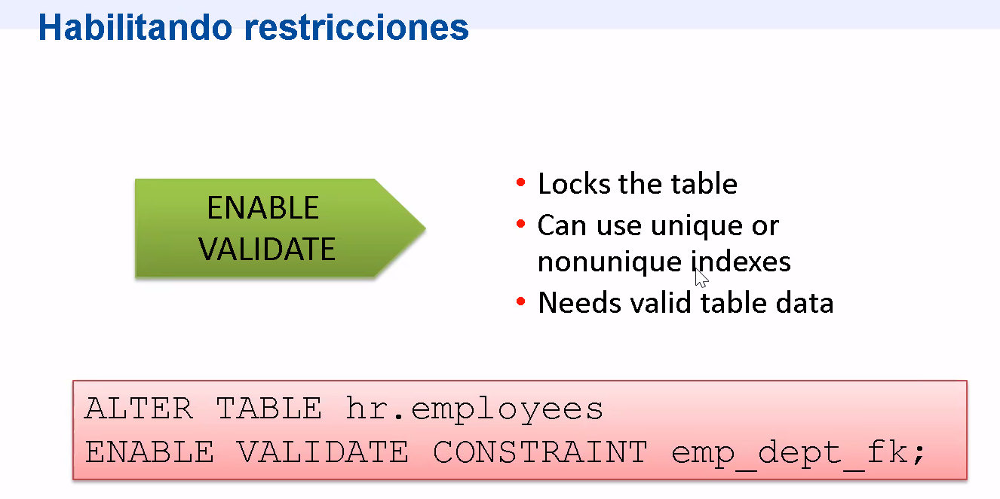 Habilitando restricciones
ENABLE
VALIDATE
• Locks the table
• Can use unique or
nonunique indexes
• Needs valid table data
ALTER TABLE hr.employees
ENABLE VALIDATE CONSTRAINT emp_dept_fk;